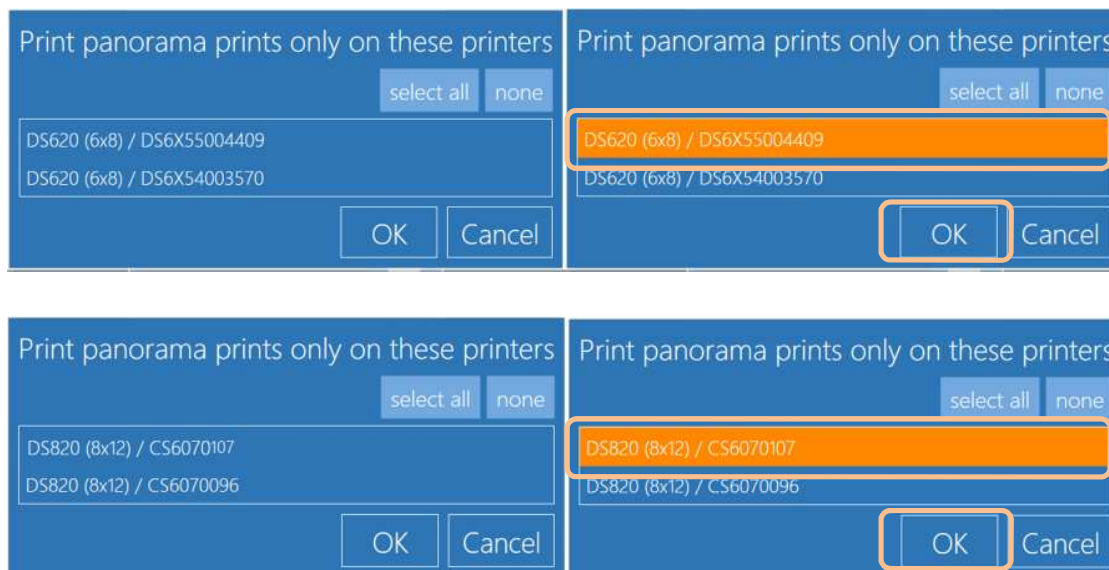 Print panorama prints only on these printers
select all none
DS620 (6x8) / DS6X55004409
DS620 (6x8) / DS6X54003570
OK Cancel
Print panorama prints only on these printers
select all none
DS620 (6x8) / DS6X55004409
DS620 (6x8) / DS6X54003570
OK Cancel
Print panorama prints only on these printers
select all none
DS820 (8x12) / CS6070107
DS820 (8x12) / CS6070096
OK Cancel
Print panorama prints only on these printers
select all none
DS820 (8x12) / CS6070107
DS820 (8x12) / CS6070096
OK Cancel